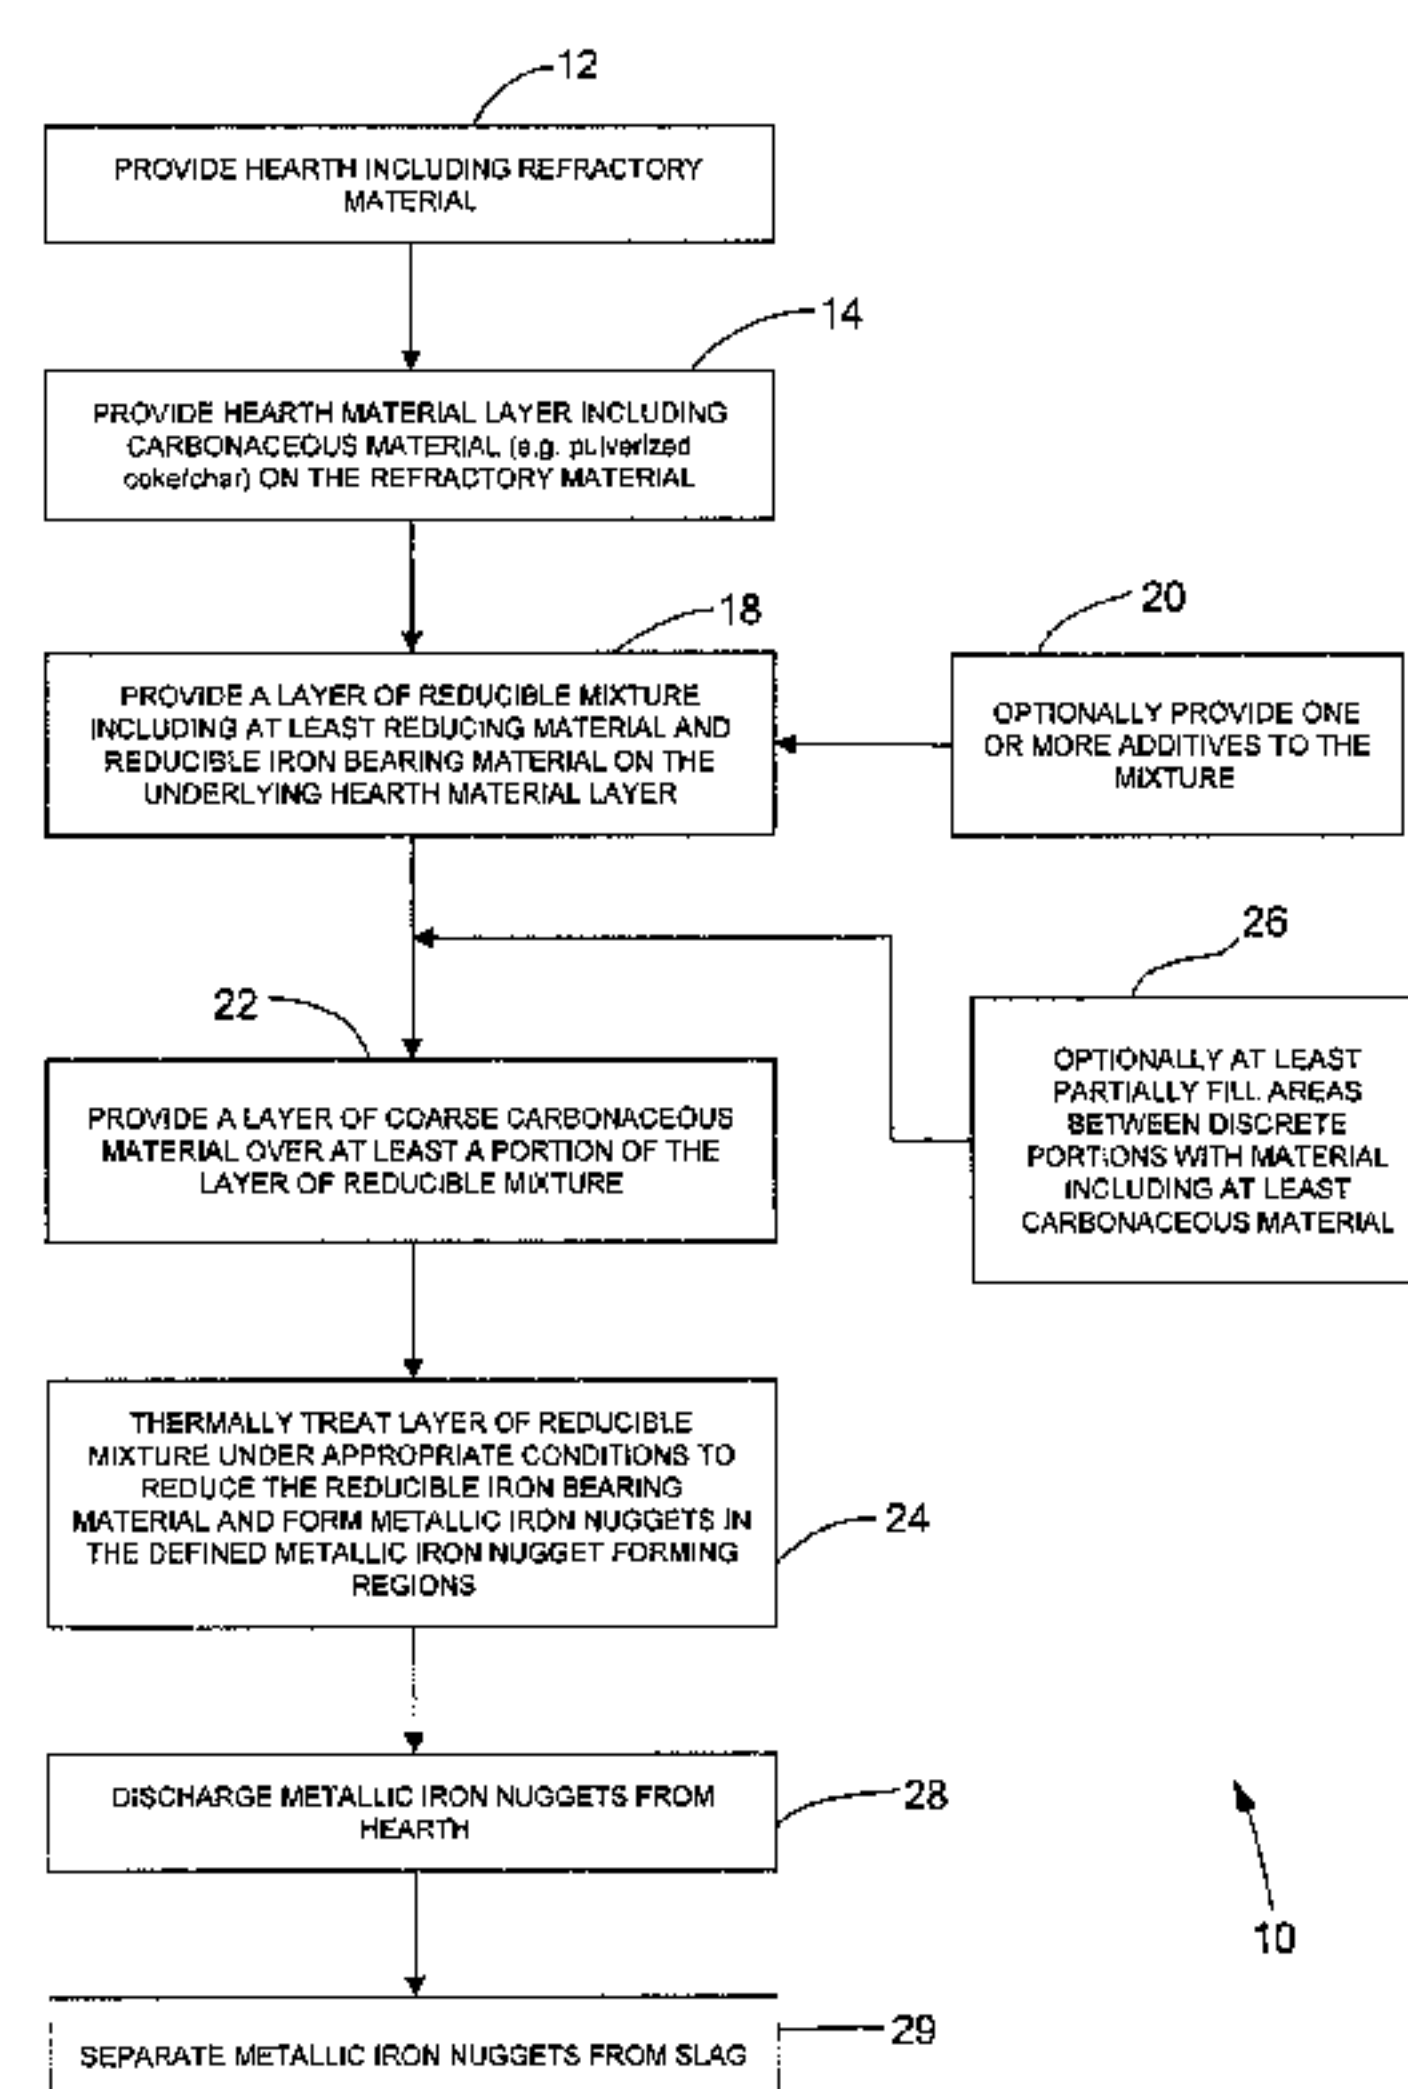 12
PROVIDE HEARTH INCLUDING REFRACTORY
MATERIAL
14
PROVIDE HEARTH MATERIAL LAYER INCLUDING
CARBONACEOUS MATERIAL (e.g. pulverized
coke/char) ON THE REFRACTORY MATERIAL
18
PROVIDE A LAYER OF REDUCIBLE MIXTURE
INCLUDING AT LEAST REDUCING MATERIAL AND
REDUCIBLE IRON BEARING MATERIAL ON THE
UNDERLYING HEARTH MATERIAL LAYER
20
OPTIONALLY PROVIDE ONE
OR MORE ADDITIVES TO THE
MIXTURE
26
OPTIONALLY AT LEAST
PARTIALLY FILL AREAS
BETWEEN DISCRETE
PORTIONS WITH MATERIAL
INCLUDING AT LEAST
CARBONACEOUS MATERIAL
22
PROVIDE A LAYER OF COARSE CARBONACEOUS
MATERIAL OVER AT LEAST A PORTION OF THE
LAYER OF REDUCIBLE MIXTURE
THERMALLY TREAT LAYER OF REDUCIBLE
MIXTURE UNDER APPROPRIATE CONDITIONS TO
REDUCE THE REDUCIBLE IRON BEARING
MATERIAL AND FORM METALLIC IRON NUGGETS IN
THE DEFINED METALLIC IRON NUGGET FORMING
REGIONS
24
DISCHARGE METALLIC IRON NUGGETS FROM
HEARTH
28
10
SEPARATE METALLIC IRON NUGGETS FROM SLAG
29